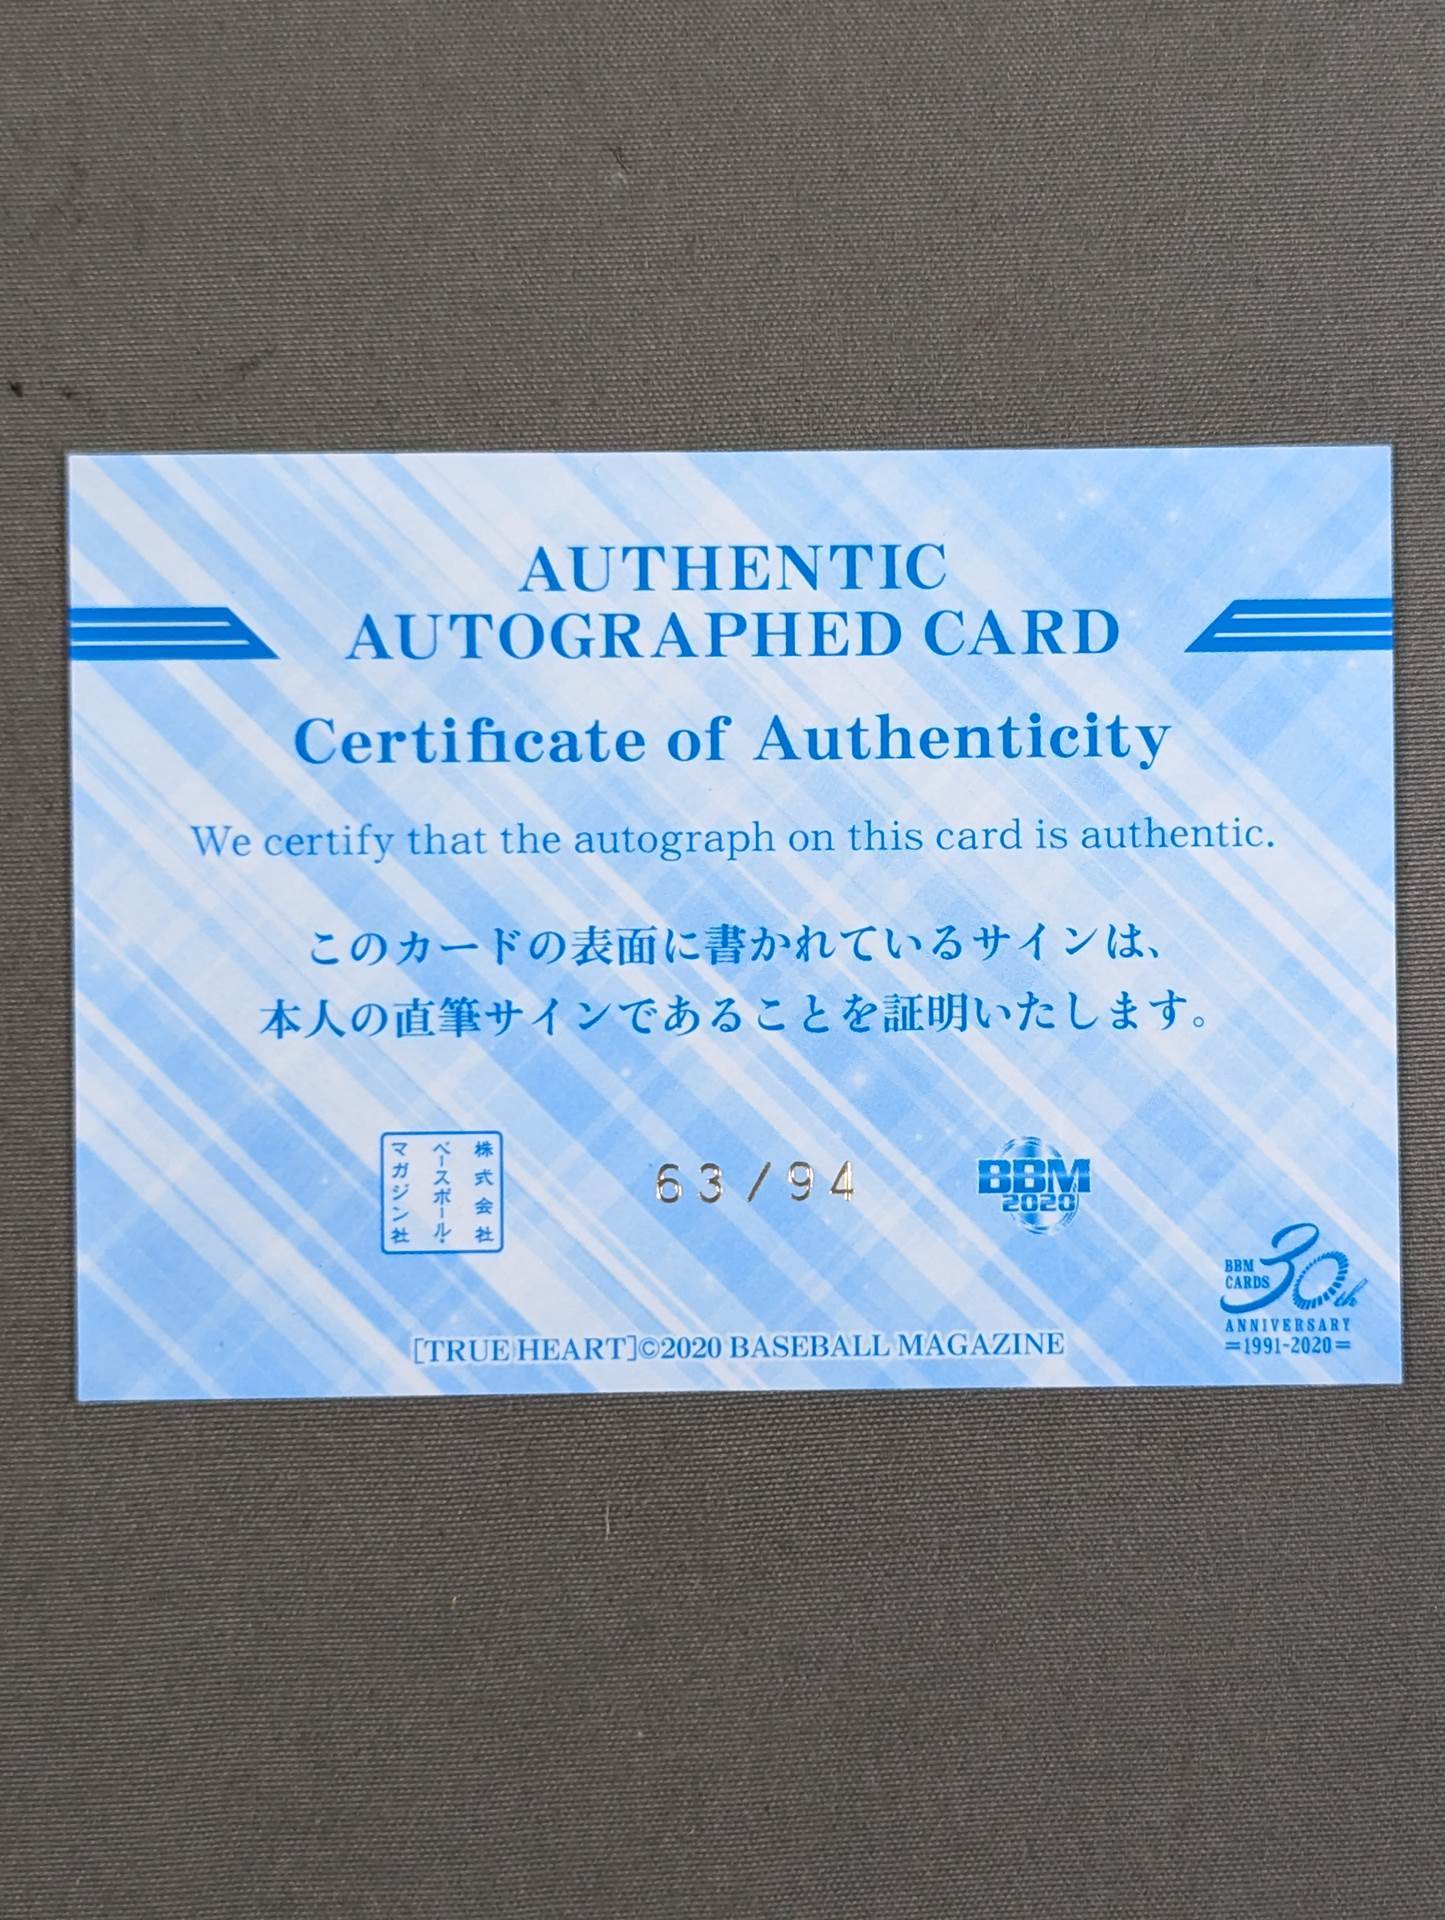 AUTHENTIC
AUTOGRAPHED CARD
Certificate of Authenticity
We certify that the autograph on this card is authentic.
このカードの表面に書かれているサインは、
本人の直筆サインであることを証明いたします。
株式会社
ベースボール・
マガジン社
63/94
BBM
2020
BBM
CARDS
30th
ANNIVERSARY
=1991-2020=
[TRUE HEART]©2020 BASEBALL MAGAZINE